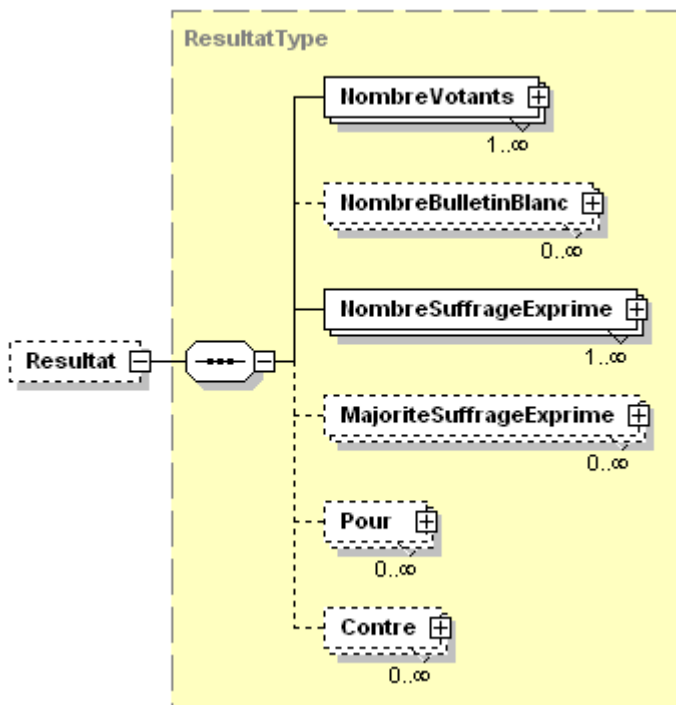 ResultatType
NombreVotants
1..∞
NombreBulletinBlanc
0..∞
NombreSuffrageExprime
1..∞
Resultat
MajoriteSuffrageExprime
0..∞
Pour
0..∞
Contre
0..∞